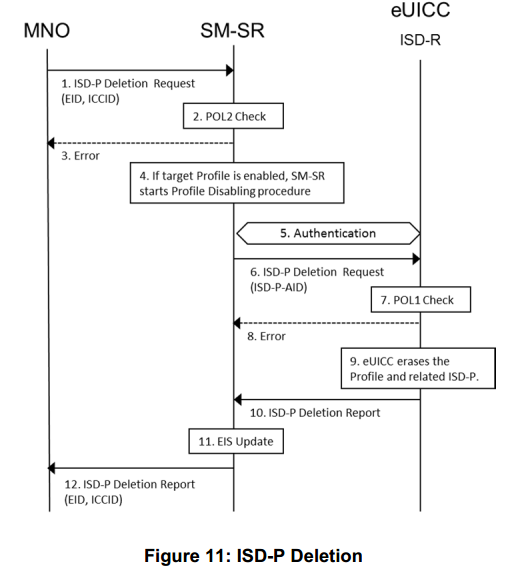 MNO
SM-SR
eUICC
ISD-R
1. ISD-P Deletion Request
(EID, ICCID)
2. POL2 Check
3. Error
4. If target Profile is enabled, SM-SR
starts Profile Disabling procedure
5. Authentication
6. ISD-P Deletion Request
(ISD-P-AID)
7. POL1 Check
8. Error
9. eUICC erases the
Profile and related ISD-P.
10. ISD-P Deletion Report
11. EIS Update
12. ISD-P Deletion Report
(EID, ICCID)
Figure 11: ISD-P Deletion